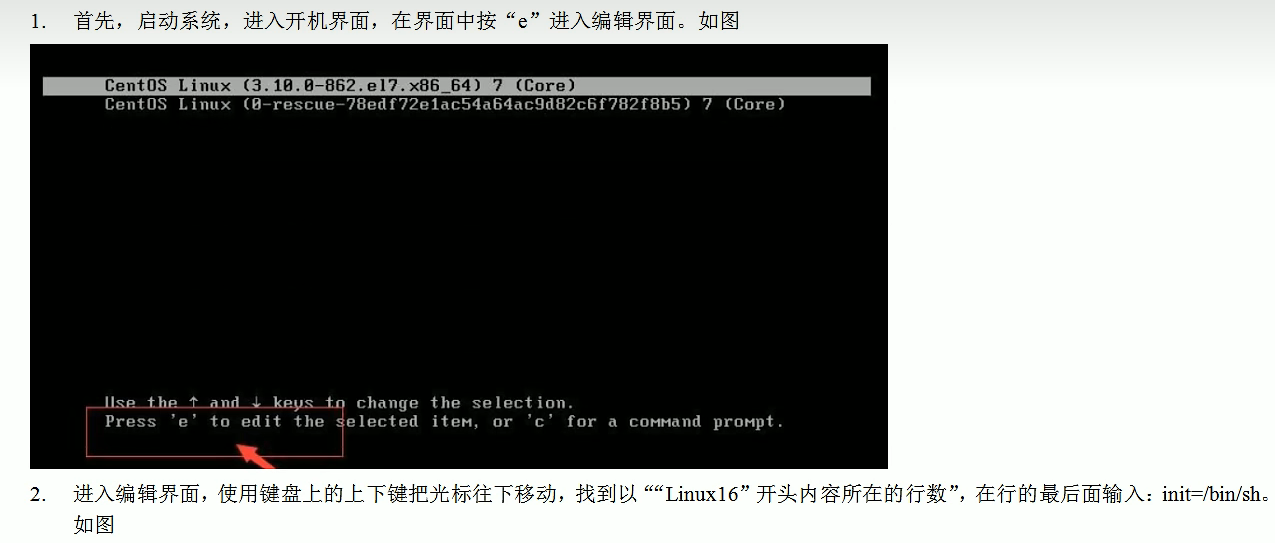 1. 首先，启动系统，进入开机界面，在界面中按“e”进入编辑界面。如图
CentOS Linux (3.10.0-862.el7.x86_64) 7 (Core)
CentOS Linux (0-rescue-78edf72e1ac54a64ac9d82c6f782f8b5) 7 (Core)
Use the ↑ and ↓ keys to change the selection.
Press 'e' to edit the selected item, or 'c' for a command prompt.
2. 进入编辑界面，使用键盘上的上下键把光标往下移动，找到以““Linux16”开头内容所在的行数”，在行的最后面输入：init=/bin/sh。
如图